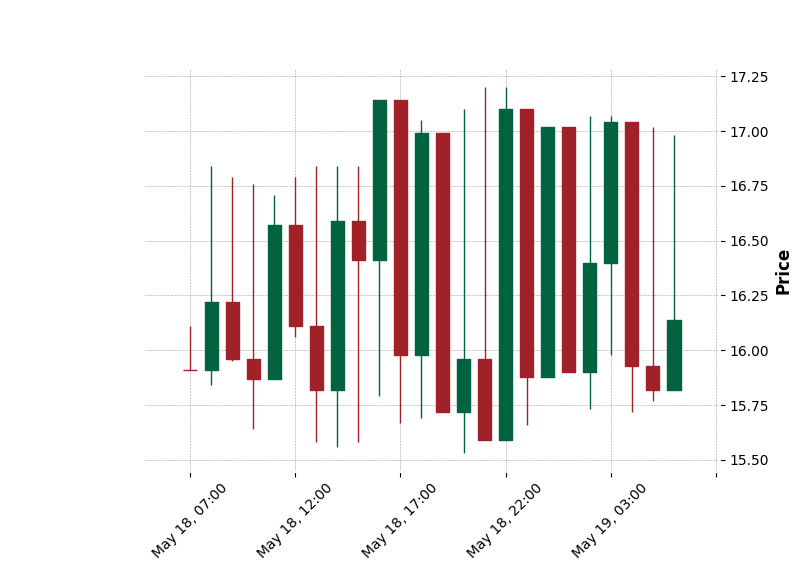 17.25
17.00
16.75
16.50
16.25
16.00
15.75
15.50
Price
May 18, 07:00
May 18, 12:00
May 18, 17:00
May 18, 22:00
May 19, 03:00